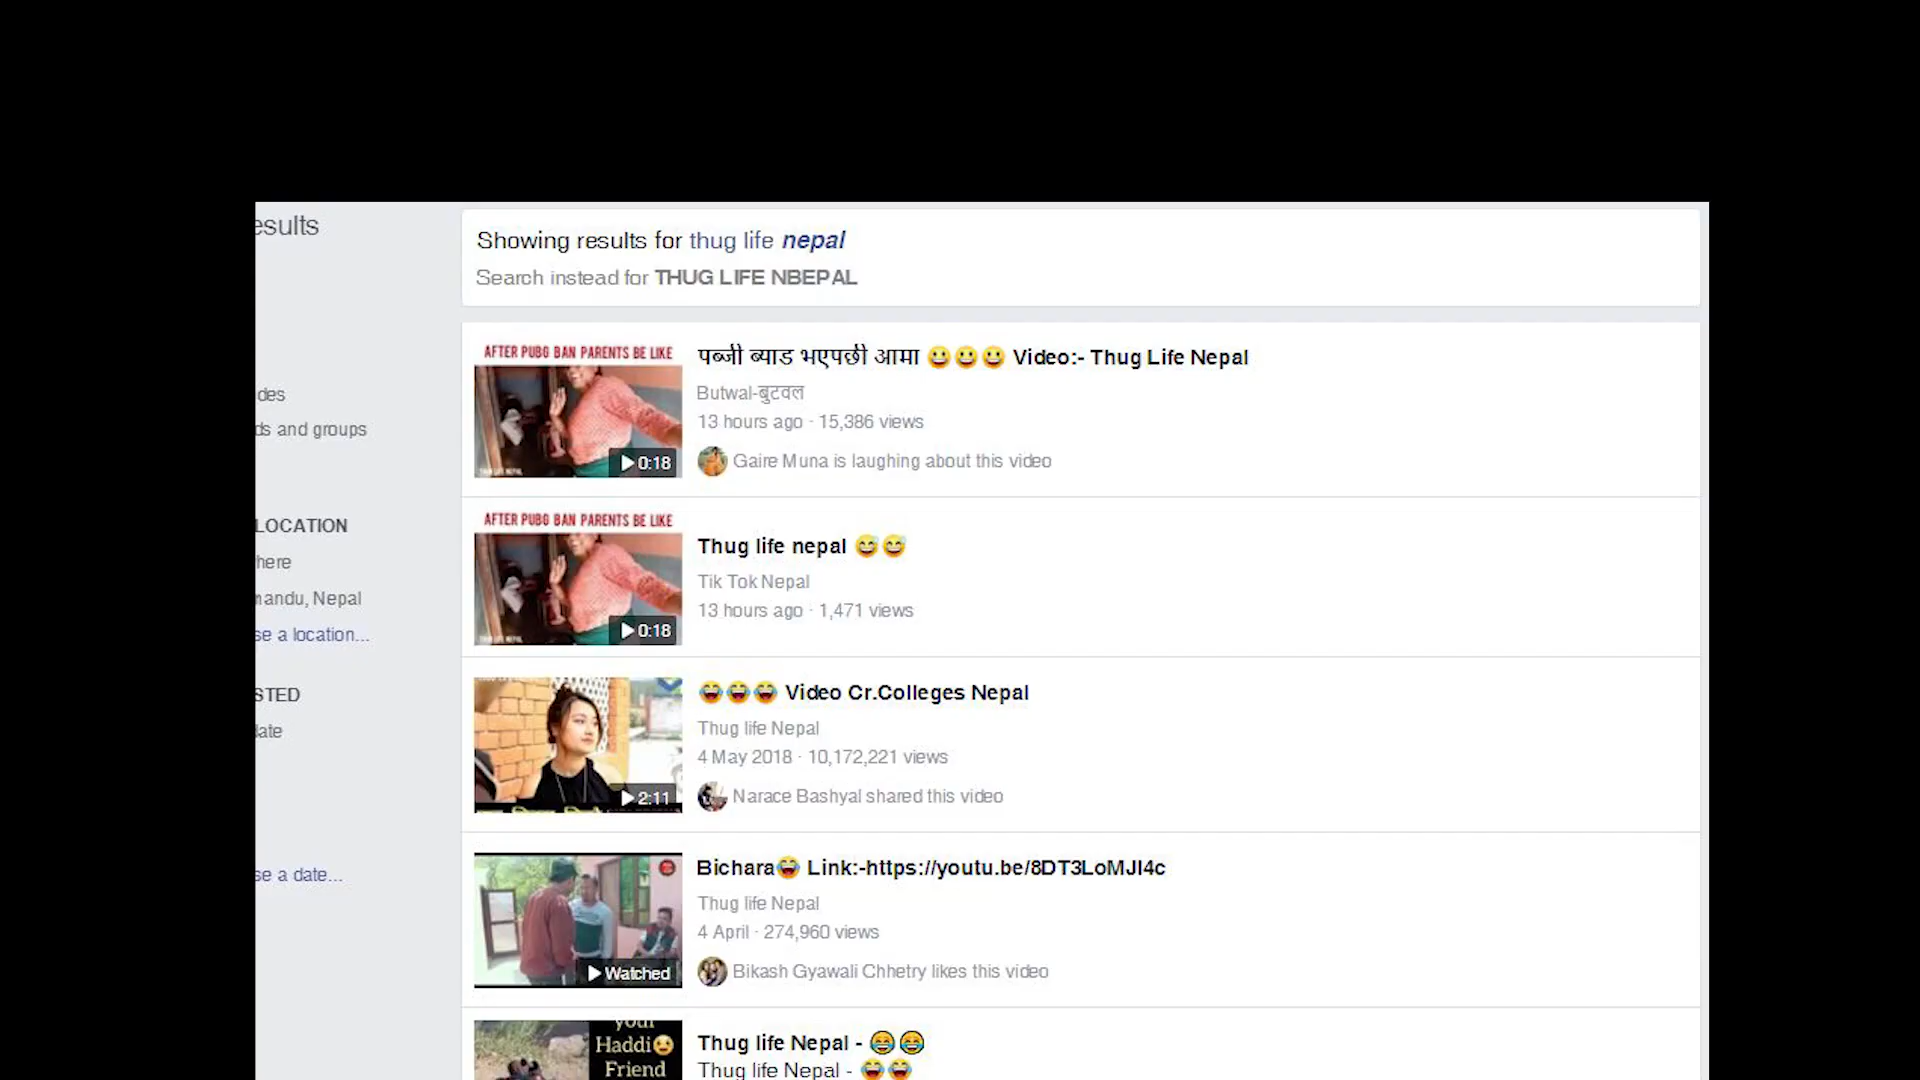 esults
des
ds and groups
LOCATION
here
mandu, Nepal
se a location...
STED
date
se a date...
Showing results for thug life nepal
Search instead for THUG LIFE NBEPAL
AFTER PUBG BAN PARENTS BE LIKE
0:18
पब्जी ब्याड भएपछी आमा 😀😀😀 Video:- Thug Life Nepal
Butwal-बुटवल
13 hours ago · 15,386 views
Gaire Muna is laughing about this video
AFTER PUBG BAN PARENTS BE LIKE
0:18
Thug life nepal 😅😅
Tik Tok Nepal
13 hours ago · 1,471 views
2:11
😂😂😂 Video Cr.Colleges Nepal
Thug life Nepal
4 May 2018 · 10,172,221 views
Narace Bashyal shared this video
Watched
Bichara😂 Link:-https://youtu.be/8DT3LoMJI4c
Thug life Nepal
4 April · 274,960 views
Bikash Gyawali Chhetry likes this video
your
Haddi
Friend
Thug life Nepal - 😂😂
Thug life Nepal - 😂😂